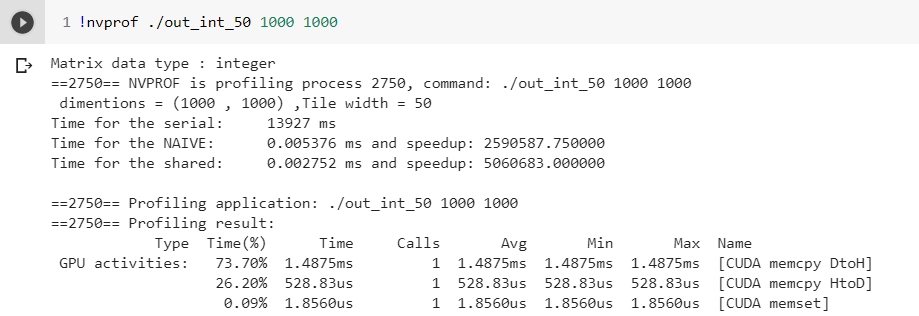 1 !nvprof ./out_int_50 1000 1000
Matrix data type : integer
==2750== NVPROF is profiling process 2750, command: ./out_int_50 1000 1000
 dimentions = (1000 , 1000) ,Tile width = 50
Time for the serial:     13927 ms
Time for the NAIVE:      0.005376 ms and speedup: 2590587.750000
Time for the shared:     0.002752 ms and speedup: 5060683.000000

==2750== Profiling application: ./out_int_50 1000 1000
==2750== Profiling result:
            Type  Time(%)      Time     Calls       Avg       Min       Max  Name
 GPU activities:   73.70%  1.4875ms         1  1.4875ms  1.4875ms  1.4875ms  [CUDA memcpy DtoH]
                   26.20%  528.83us         1  528.83us  528.83us  528.83us  [CUDA memcpy HtoD]
                    0.09%  1.8560us         1  1.8560us  1.8560us  1.8560us  [CUDA memset]